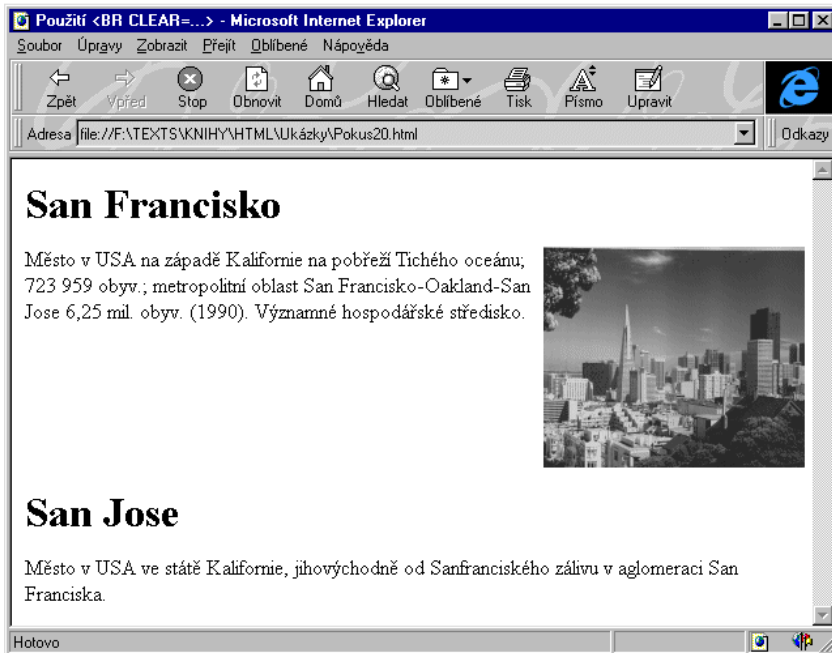 Použití <BR CLEAR=...> - Microsoft Internet Explorer
Soubor Úpravy Zobrazit Přejít Oblíbené Nápověda
Zpět Vpřed Stop Obnovit Domů Hledat Oblíbené Tisk Písmo Upravit
Adresa file://F:\TEXTS\KNIHY\HTML\Ukázky\Pokus20.html Odkazy
San Francisko
Město v USA na západě Kalifornie na pobřeží Tichého oceánu;
723 959 obyv.; metropolitní oblast San Francisko-Oakland-San
Jose 6,25 mil. obyv. (1990). Významné hospodářské středisko.
San Jose
Město v USA ve státě Kalifornie, jihovýchodně od Sanfranciského zálivu v aglomeraci San
Franciska.
Hotovo